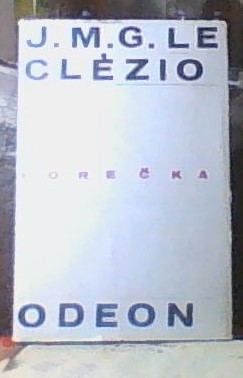 J. M. G. LE
CLÉZIO
HOREČKA
ODEON